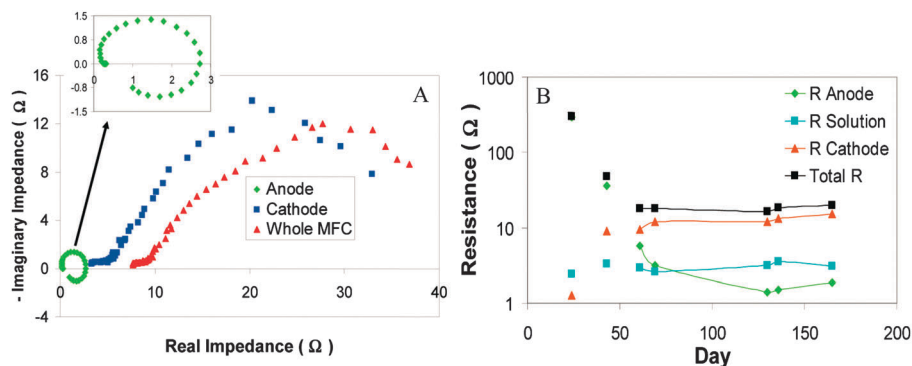 A
- Imaginary Impedance ( Ω )
16
12
8
4
0
-4
0
10
20
30
40
Real Impedance ( Ω )
1.5
0.8
0.0
-0.8
-1.5
0
1
2
3
Anode
Cathode
Whole MFC
B
Resistance ( Ω )
1000
100
10
1
0
50
100
150
200
Day
R Anode
R Solution
R Cathode
Total R